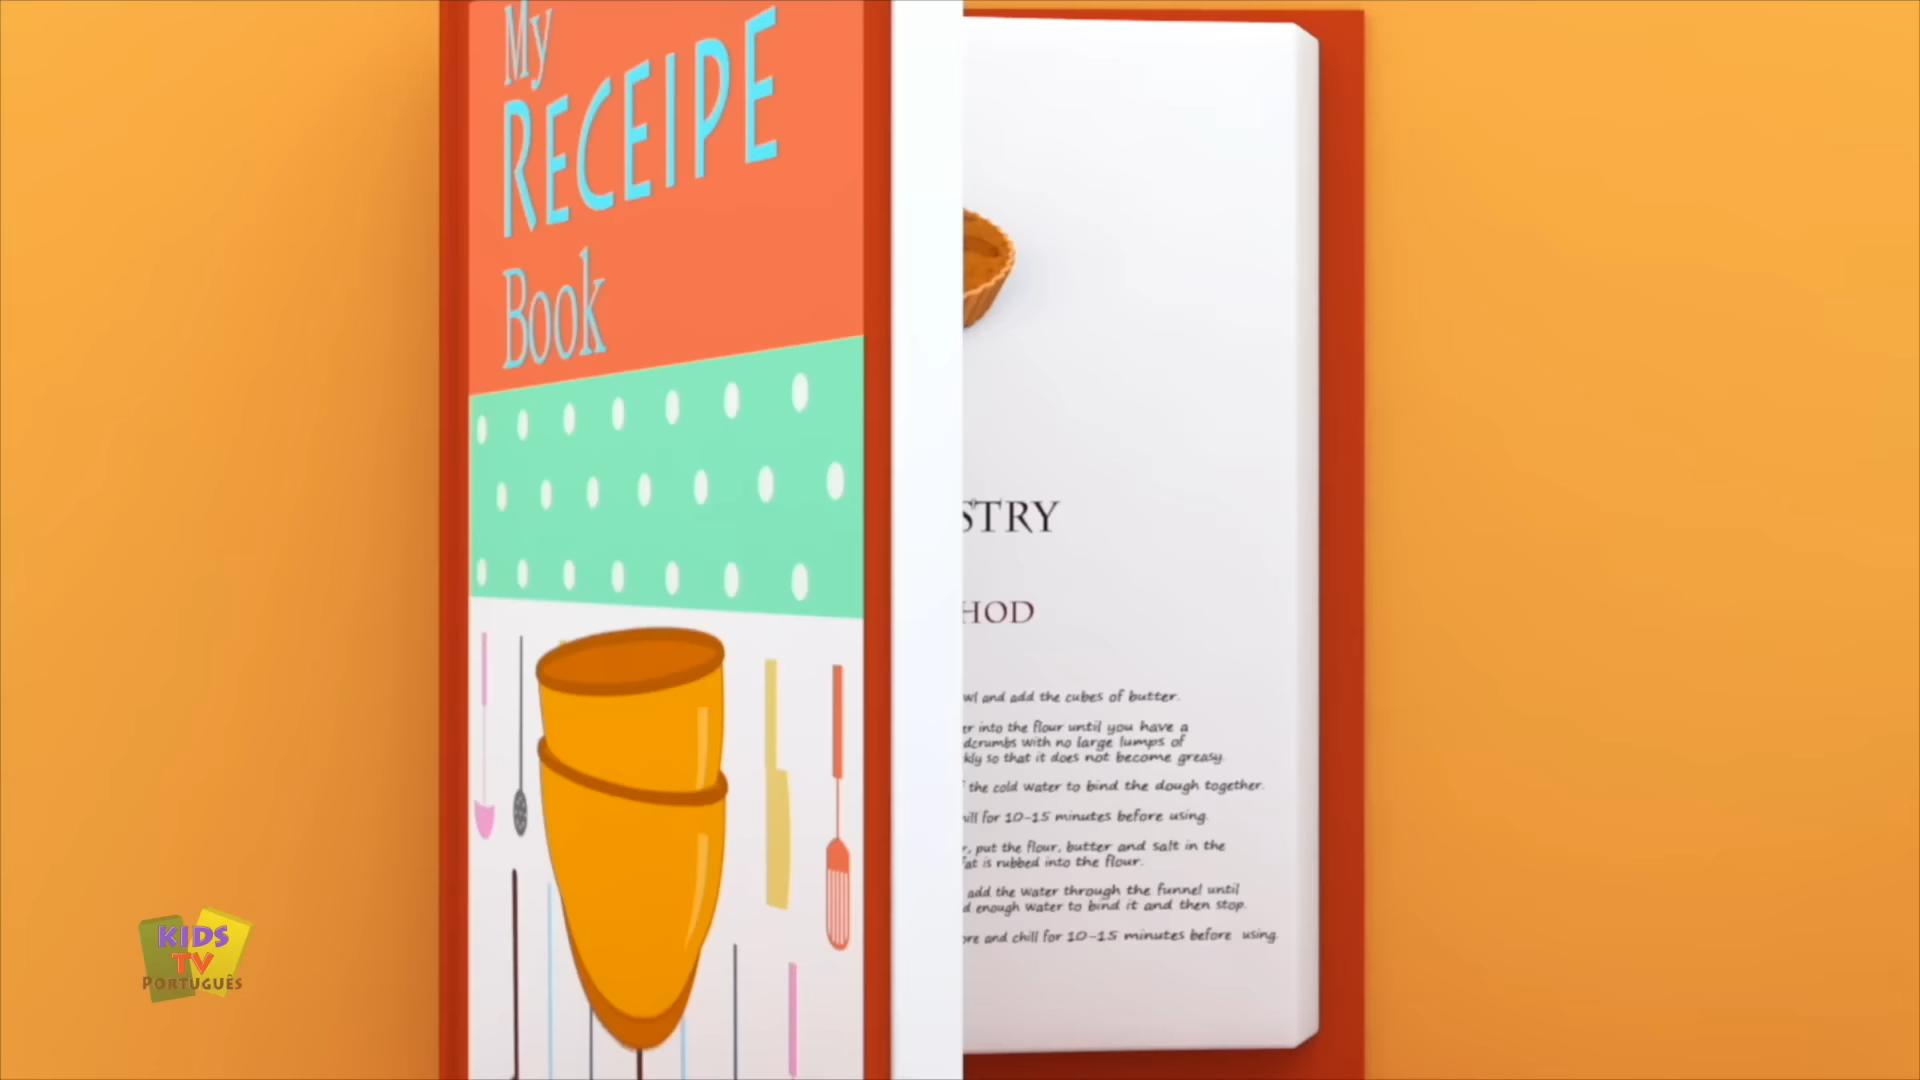 My
RECEIPE
Book
STRY
HOD
wl and add the cubes of butter.
er into the flour until you have a
dcrumbs with no large lumps of
kly so that it does not become greasy.
the cold water to bind the dough together.
ill for 10-15 minutes before using.
r, put the flour, butter and salt in the
fat is rubbed into the flour.
add the water through the funnel until
d enough water to bind it and then stop.
ore and chill for 10-15 minutes before using.
KIDS
TV
PORTUGUÊS